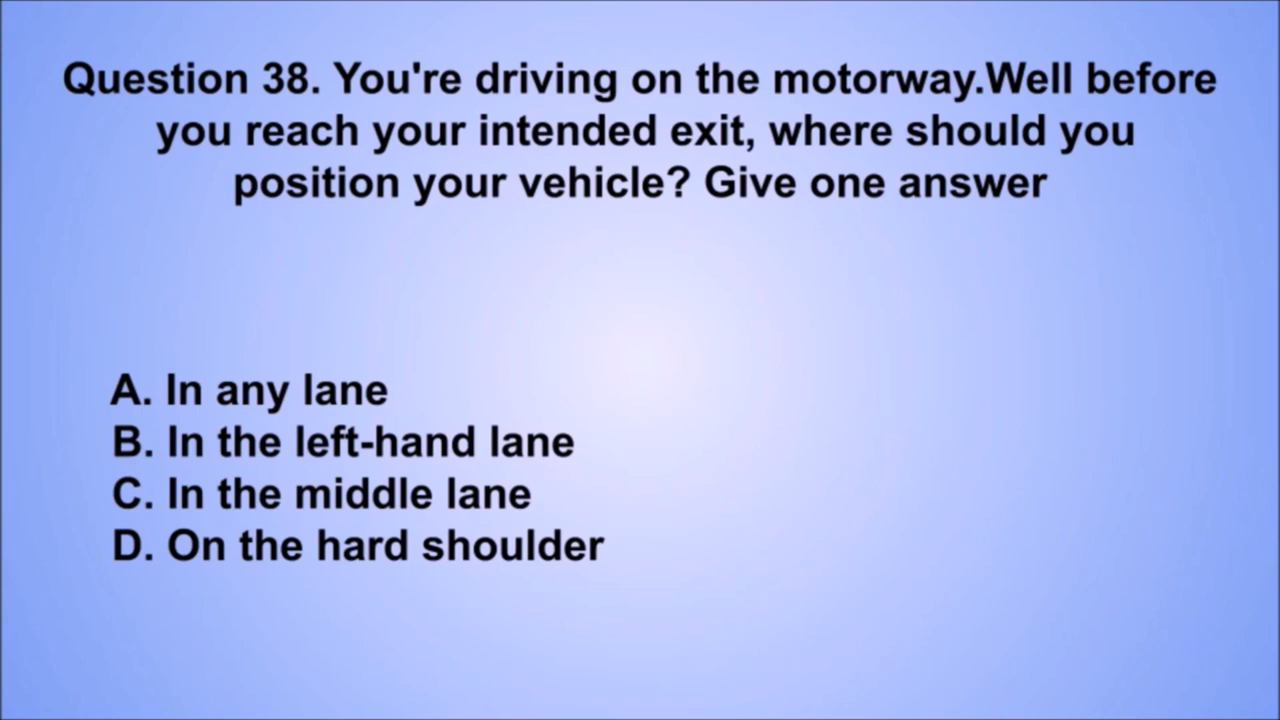 Question 38. You're driving on the motorway.Well before
you reach your intended exit, where should you
position your vehicle? Give one answer
A. In any lane
B. In the left-hand lane
C. In the middle lane
D. On the hard shoulder